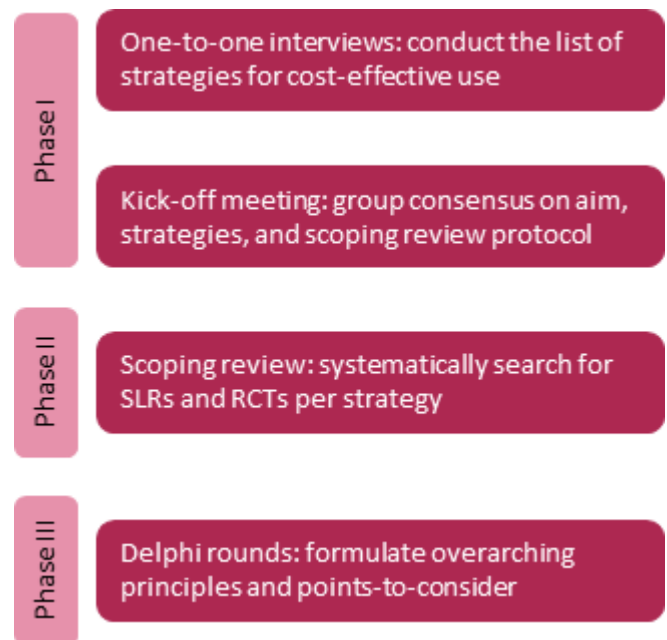 Phase I
One-to-one interviews: conduct the list of
strategies for cost-effective use
Kick-off meeting: group consensus on aim,
strategies, and scoping review protocol
Phase II
Scoping review: systematically search for
SLRs and RCTs per strategy
Phase III
Delphi rounds: formulate overarching
principles and points-to-consider